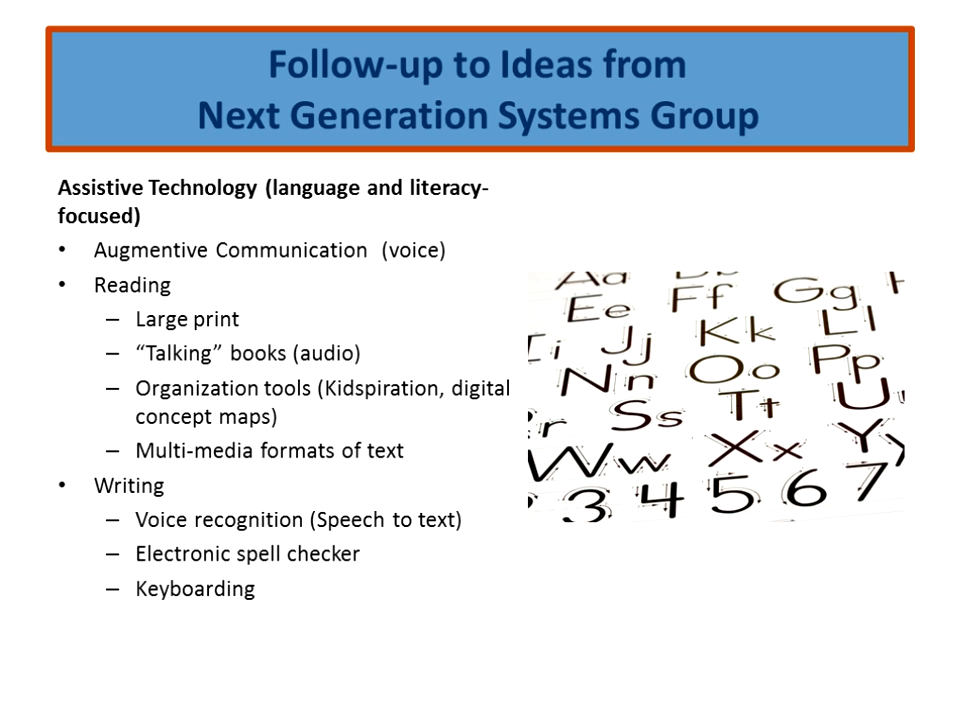 Follow-up to Ideas from
Next Generation Systems Group
Assistive Technology (language and literacy-
focused)
• Augmentive Communication (voice)
• Reading
– Large print
– “Talking” books (audio)
– Organization tools (Kidspiration, digital
concept maps)
– Multi-media formats of text
• Writing
– Voice recognition (Speech to text)
– Electronic spell checker
– Keyboarding
Aa
Ee Ff Gg
Jj Kk Ll
Nn Oo Pp
Ss Tt U
Ww Xx Yy
3 4 5 6 7